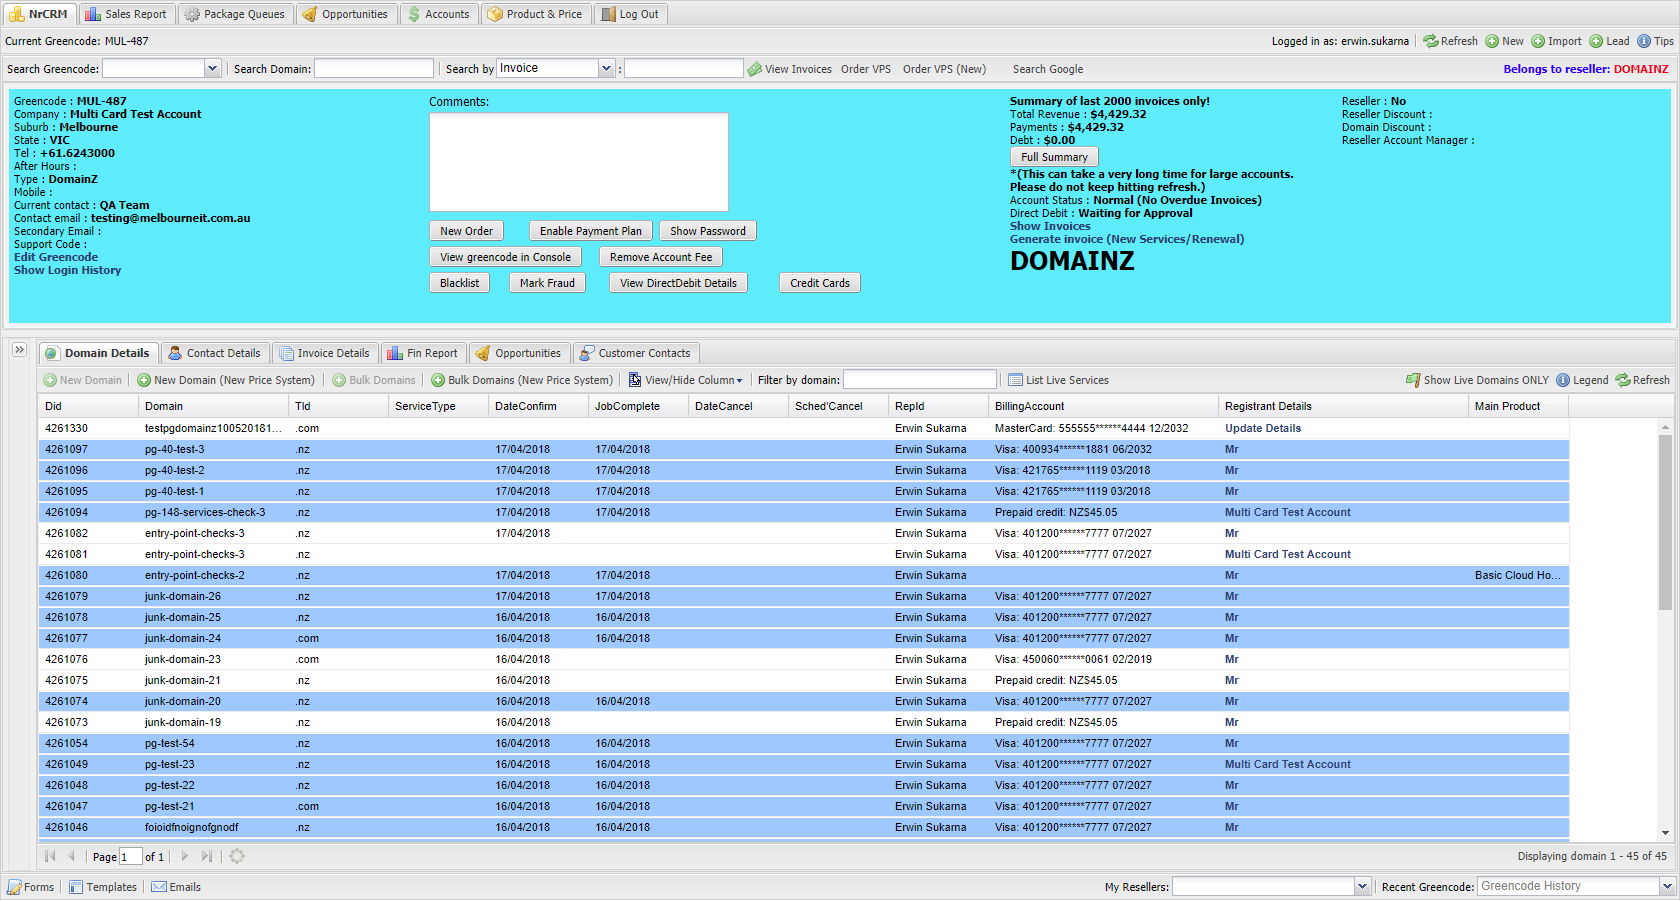 NrCRM Sales Report Package Queues Opportunities Accounts Product & Price Log Out
Current Greencode: MUL-487 Logged in as: erwin.sukarna Refresh New Import Lead Tips
Search Greencode: Search Domain: Search by Invoice : View Invoices Order VPS Order VPS (New) Search Google Belongs to reseller: DOMAINZ
Greencode : MUL-487
Company : Multi Card Test Account
Suburb : Melbourne
State : VIC
Tel : +61.6243000
After Hours :
Type : DomainZ
Mobile :
Current contact : QA Team
Contact email : testing@melbourneit.com.au
Secondary Email :
Support Code :
Edit Greencode
Show Login History
Comments:
New Order Enable Payment Plan Show Password
View greencode in Console Remove Account Fee
Blacklist Mark Fraud View DirectDebit Details Credit Cards
Summary of last 2000 invoices only!
Total Revenue : $4,429.32
Payments : $4,429.32
Debt : $0.00
Full Summary
*(This can take a very long time for large accounts.
Please do not keep hitting refresh.)
Account Status : Normal (No Overdue Invoices)
Direct Debit : Waiting for Approval
Show Invoices
Generate invoice (New Services/Renewal)
DOMAINZ
Reseller : No
Reseller Discount :
Domain Discount :
Reseller Account Manager :
Domain Details Contact Details Invoice Details Fin Report Opportunities Customer Contacts
New Domain New Domain (New Price System) Bulk Domains Bulk Domains (New Price System) View/Hide Column Filter by domain: List Live Services Show Live Domains ONLY Legend Refresh
Did Domain Tld ServiceType DateConfirm JobComplete DateCancel Sched'Cancel RepId BillingAccount Registrant Details Main Product
4261330 testpgdomainz100520181... .com Erwin Sukarna MasterCard: 555555******4444 12/2032 Update Details
4261097 pg-40-test-3 .nz 17/04/2018 17/04/2018 Erwin Sukarna Visa: 400934******1881 06/2032 Mr
4261096 pg-40-test-2 .nz 17/04/2018 17/04/2018 Erwin Sukarna Visa: 421765******1119 03/2018 Mr
4261095 pg-40-test-1 .nz 17/04/2018 17/04/2018 Erwin Sukarna Visa: 421765******1119 03/2018 Mr
4261094 pg-148-services-check-3 .nz 17/04/2018 17/04/2018 Erwin Sukarna Prepaid credit: NZ$45.05 Multi Card Test Account
4261082 entry-point-checks-3 .nz 17/04/2018 Erwin Sukarna Visa: 401200******7777 07/2027 Mr
4261081 entry-point-checks-3 .nz Erwin Sukarna Visa: 401200******7777 07/2027 Multi Card Test Account
4261080 entry-point-checks-2 .nz 17/04/2018 17/04/2018 Erwin Sukarna Mr Basic Cloud Ho...
4261079 junk-domain-26 .nz 16/04/2018 17/04/2018 Erwin Sukarna Visa: 401200******7777 07/2027 Mr
4261078 junk-domain-25 .nz 16/04/2018 16/04/2018 Erwin Sukarna Visa: 401200******7777 07/2027 Mr
4261077 junk-domain-24 .com 16/04/2018 16/04/2018 Erwin Sukarna Visa: 401200******7777 07/2027 Mr
4261076 junk-domain-23 .com 16/04/2018 Erwin Sukarna Visa: 450060******0061 02/2019 Mr
4261075 junk-domain-21 .nz 16/04/2018 Erwin Sukarna Prepaid credit: NZ$45.05 Mr
4261074 junk-domain-20 .nz 16/04/2018 16/04/2018 Erwin Sukarna Visa: 401200******7777 07/2027 Mr
4261073 junk-domain-19 .nz 16/04/2018 Erwin Sukarna Prepaid credit: NZ$45.05 Mr
4261054 pg-test-54 .nz 16/04/2018 16/04/2018 Erwin Sukarna Visa: 401200******7777 07/2027 Mr
4261049 pg-test-23 .nz 16/04/2018 16/04/2018 Erwin Sukarna Visa: 401200******7777 07/2027 Multi Card Test Account
4261048 pg-test-22 .nz 16/04/2018 16/04/2018 Erwin Sukarna Visa: 401200******7777 07/2027 Mr
4261047 pg-test-21 .com 16/04/2018 16/04/2018 Erwin Sukarna Visa: 401200******7777 07/2027 Mr
4261046 foioidfnoignofgnodf .nz 16/04/2018 16/04/2018 Erwin Sukarna Visa: 401200******7777 07/2027 Mr
Page 1 of 1 Displaying domain 1 - 45 of 45
Forms Templates Emails My Resellers: Recent Greencode: Greencode History